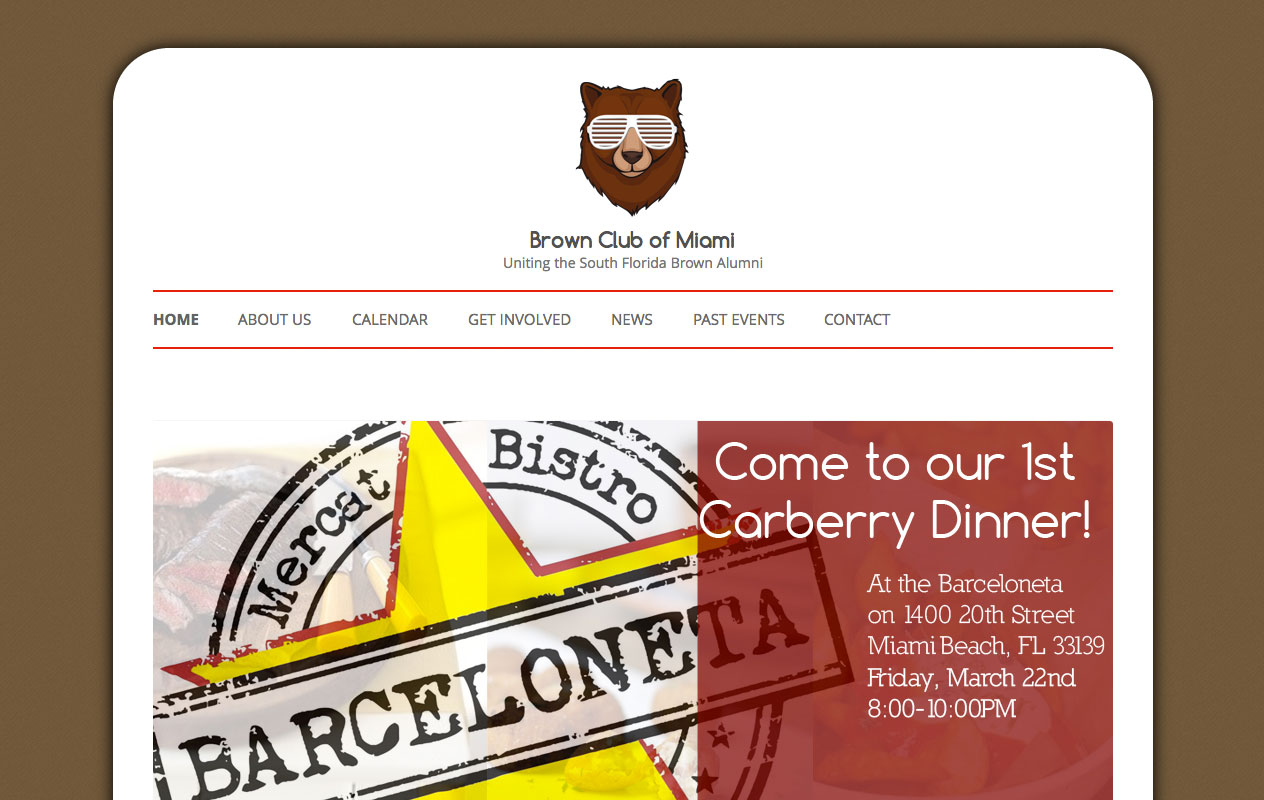 Brown Club of Miami
Uniting the South Florida Brown Alumni
HOME ABOUT US CALENDAR GET INVOLVED NEWS PAST EVENTS CONTACT
Mercat Bistro
BARCELONETA
Come to our 1st
Carberry Dinner!
At the Barceloneta
on 1400 20th Street
Miami Beach, FL 33139
Friday, March 22nd
8:00-10:00PM